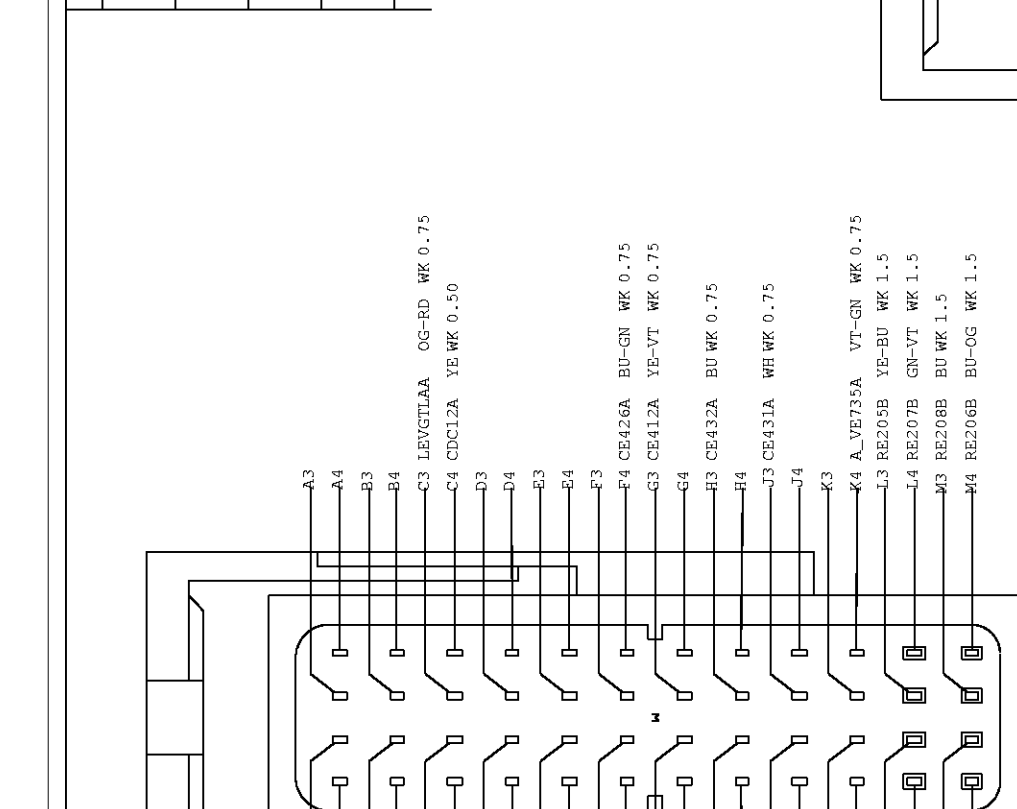 A3
A4
B3
B4
C3 LEVGTLAA OG-RD WK 0.75
C4 CDC12A YE WK 0.50
D3
D4
E3
E4
F3
F4 CE426A BU-GN WK 0.75
G3 CE412A YE-VT WK 0.75
G4
H3 CE432A BU WK 0.75
H4
J3 CE431A WH WK 0.75
J4
K3
K4 A_VE735A VT-GN WK 0.75
L3 RE205B YE-BU WK 1.5
L4 RE207B GN-VT WK 1.5
M3 RE208B BU WK 1.5
M4 RE206B BU-OG WK 1.5
M